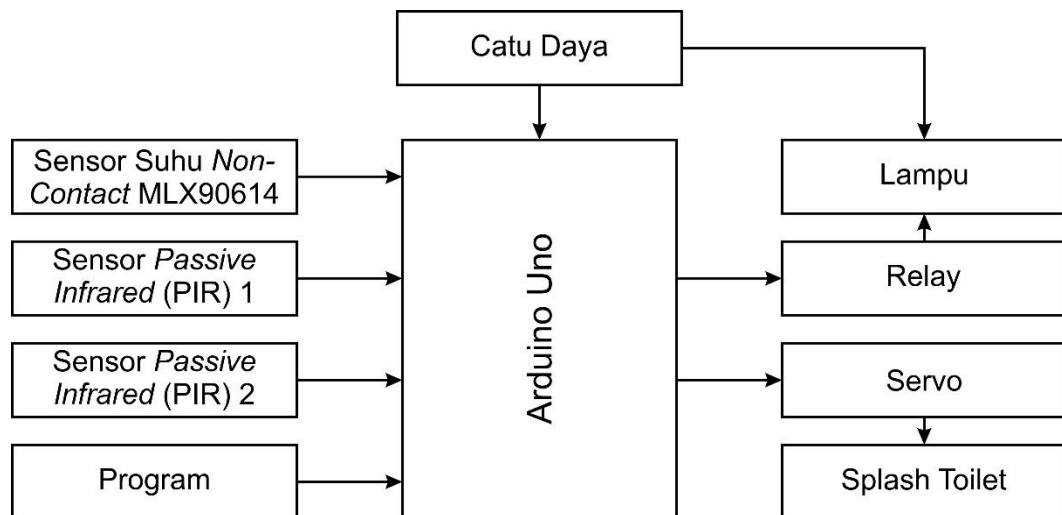 Catu Daya
Sensor Suhu Non-
Contact MLX90614
Sensor Passive
Infrared (PIR) 1
Sensor Passive
Infrared (PIR) 2
Program
Arduino Uno
Lampu
Relay
Servo
Splash Toilet